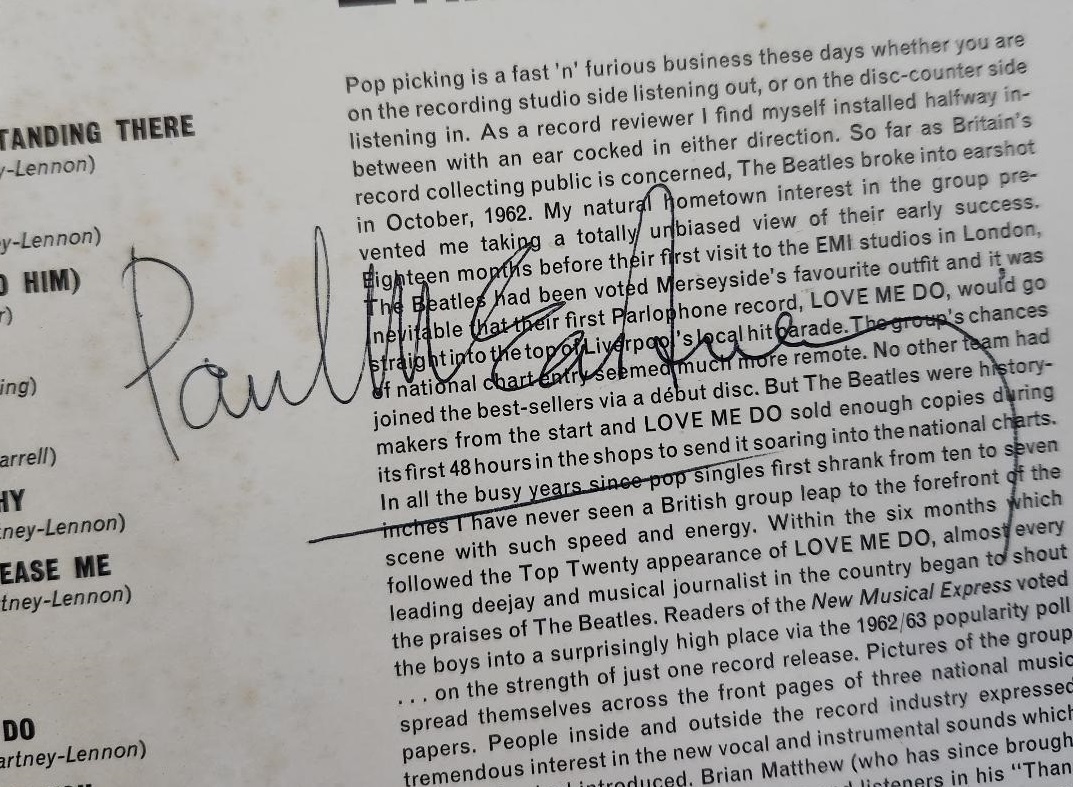 TANDING THERE
y-Lennon)
y-Lennon)
O HIM)
r)
ing)
arrell)
HY
ney-Lennon)
EASE ME
tney-Lennon)
DO
artney-Lennon)
Pop picking is a fast 'n' furious business these days whether you are
on the recording studio side listening out, or on the disc-counter side
listening in. As a record reviewer I find myself installed halfway in-
between with an ear cocked in either direction. So far as Britain's
record collecting public is concerned, The Beatles broke into earshot
in October, 1962. My natural hometown interest in the group pre-
vented me taking a totally unbiased view of their early success.
Eighteen months before their first visit to the EMI studios in London,
The Beatles had been voted Merseyside's favourite outfit and it was
inevitable that their first Parlophone record, LOVE ME DO, would go
straight into the top of Liverpool's local hit parade. The group's chances
of national chart entry seemed much more remote. No other team had
joined the best-sellers via a début disc. But The Beatles were history-
makers from the start and LOVE ME DO sold enough copies during
its first 48 hours in the shops to send it soaring into the national charts.
In all the busy years since pop singles first shrank from ten to seven
inches I have never seen a British group leap to the forefront of the
scene with such speed and energy. Within the six months which
followed the Top Twenty appearance of LOVE ME DO, almost every
leading deejay and musical journalist in the country began to shout
the praises of The Beatles. Readers of the New Musical Express voted
the boys into a surprisingly high place via the 1962/63 popularity poll
. . . on the strength of just one record release. Pictures of the group
spread themselves across the front pages of three national music
papers. People inside and outside the record industry expressed
tremendous interest in the new vocal and instrumental sounds which
introduced. Brian Matthew (who has since brough
listeners in his "Than
Paul